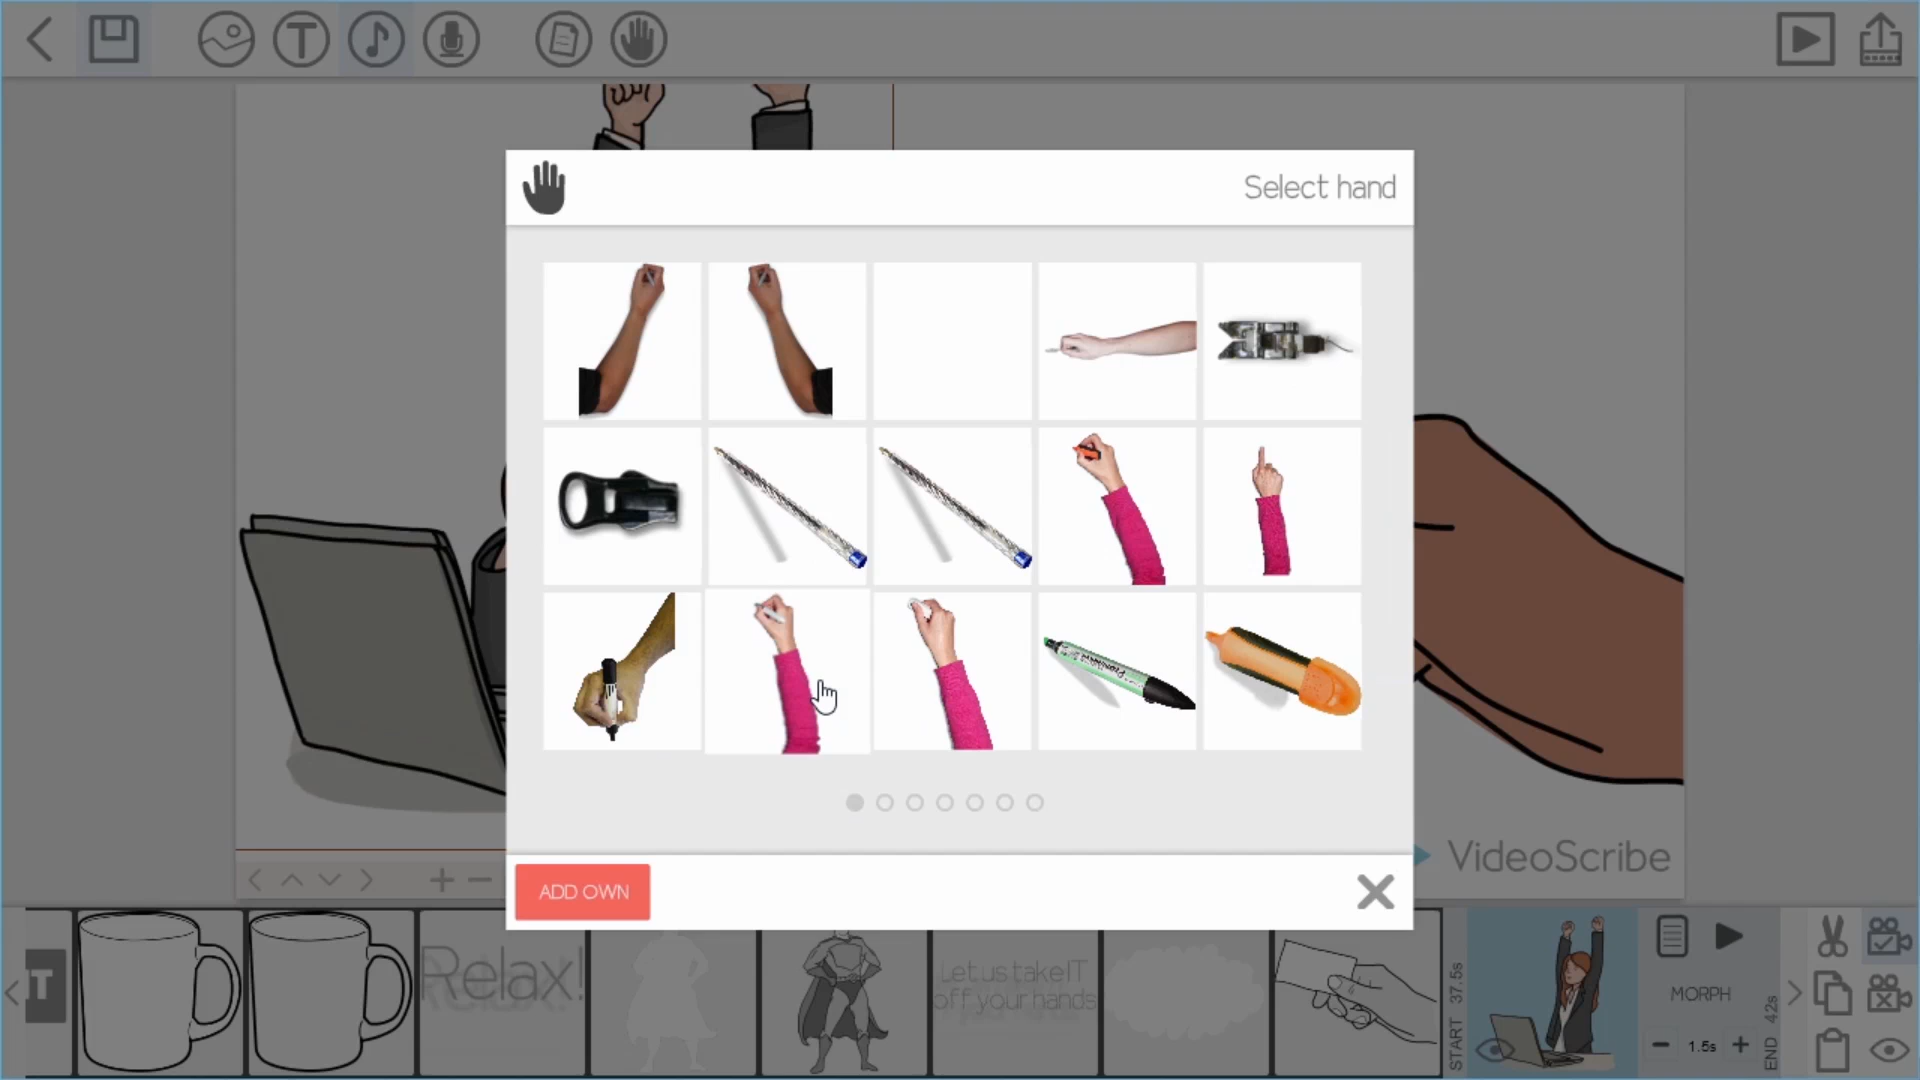 T
Select hand
ADD OWN
VideoScribe
T
Relax!
Let us take IT
off your hands
START 37.5s
MORPH
1.5s
END 42s